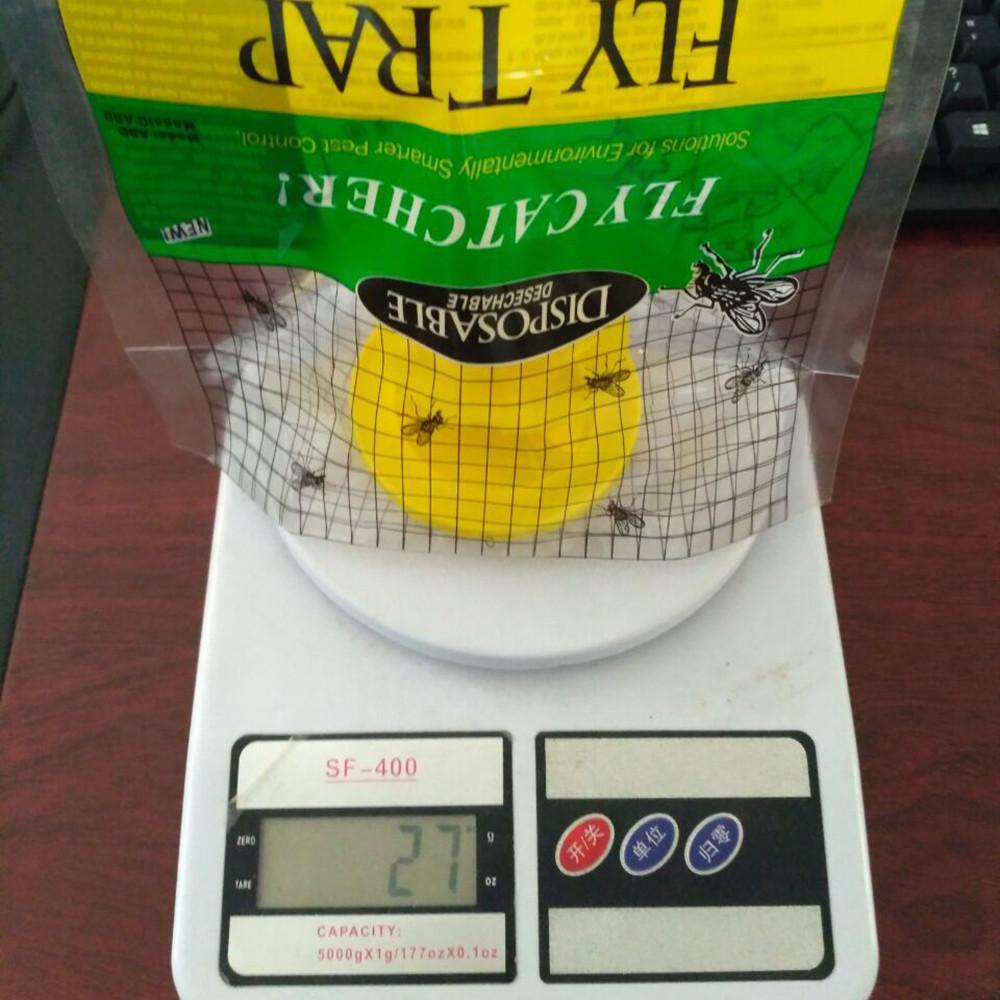 FLY TRAP
Solutions for Environmentally Smarter Pest Control.
FLY CATCHER!
NEW!
DISPOSABLE
DESECHABLE
SF-400
ZERO
TARE
27
g
oz
CAPACITY:
5000gX1g/177ozX0.1oz
开/关
单位
归零